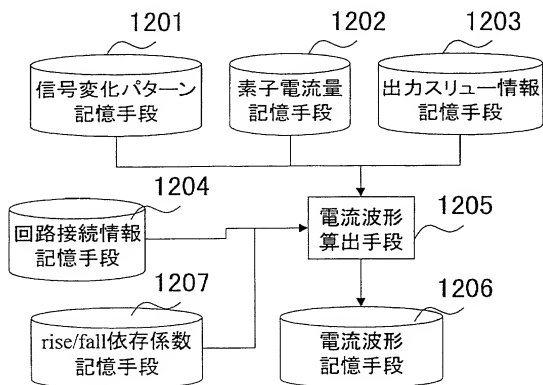 1201
1202
1203
信号変化パターン
記憶手段
素子電流量
記憶手段
出力スリュー情報
記憶手段
1204
回路接続情報
記憶手段
電流波形
算出手段
1205
1207
rise/fall依存係数
記憶手段
1206
電流波形
記憶手段